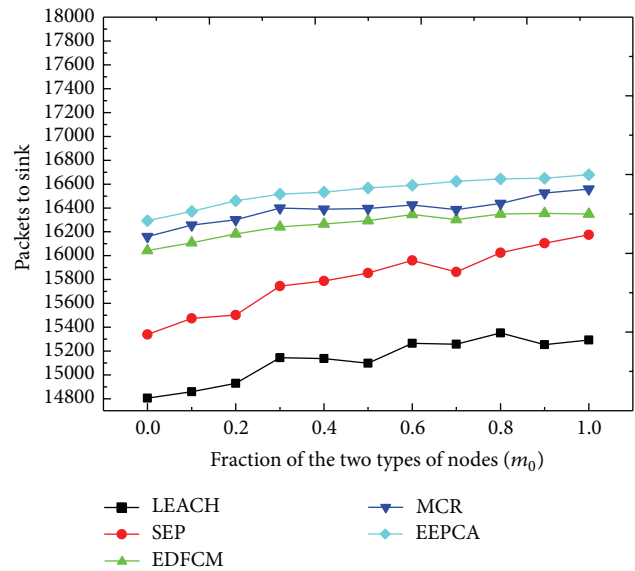 18000
17800
17600
17400
17200
17000
16800
16600
16400
16200
16000
15800
15600
15400
15200
15000
14800
Packets to sink
0.0 0.2 0.4 0.6 0.8 1.0
Fraction of the two types of nodes (m₀)
LEACH
SEP
EDFCM
MCR
EEPCA